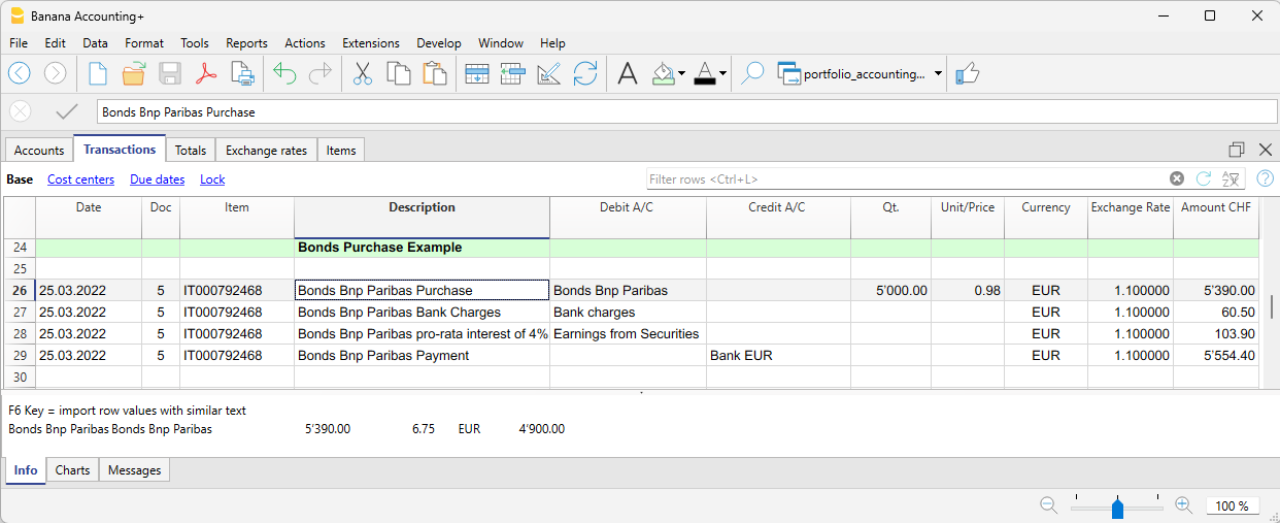 Banana Accounting+
File Edit Data Format Tools Reports Actions Extensions Develop Window Help
portfolio_accounting...
Bonds Bnp Paribas Purchase
Accounts Transactions Totals Exchange rates Items
Base Cost centers Due dates Lock Filter rows <Ctrl+L>
Date Doc Item Description Debit A/C Credit A/C Qt. Unit/Price Currency Exchange Rate Amount CHF
24 Bonds Purchase Example
25
26 25.03.2022 5 IT000792468 Bonds Bnp Paribas Purchase Bonds Bnp Paribas 5'000.00 0.98 EUR 1.100000 5'390.00
27 25.03.2022 5 IT000792468 Bonds Bnp Paribas Bank Charges Bank charges EUR 1.100000 60.50
28 25.03.2022 5 IT000792468 Bonds Bnp Paribas pro-rata interest of 4% Earnings from Securities EUR 1.100000 103.90
29 25.03.2022 5 IT000792468 Bonds Bnp Paribas Payment Bank EUR EUR 1.100000 5'554.40
30
F6 Key = import row values with similar text
Bonds Bnp Paribas Bonds Bnp Paribas 5'390.00 6.75 EUR 4'900.00
Info Charts Messages
100 %